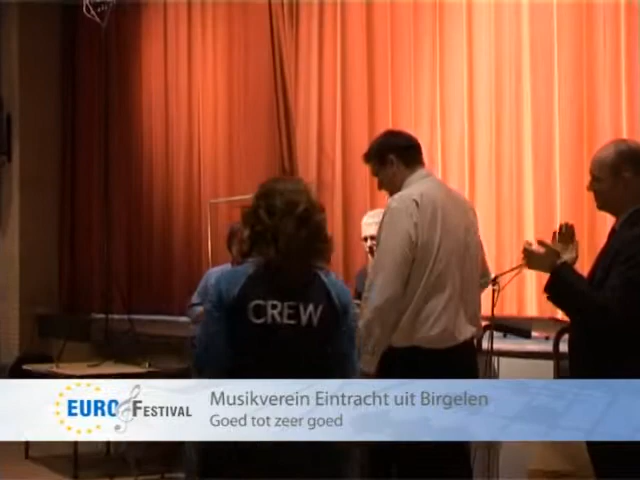 CREW
EURO FESTIVAL
Musikverein Eintracht uit Birgelen
Goed tot zeer goed